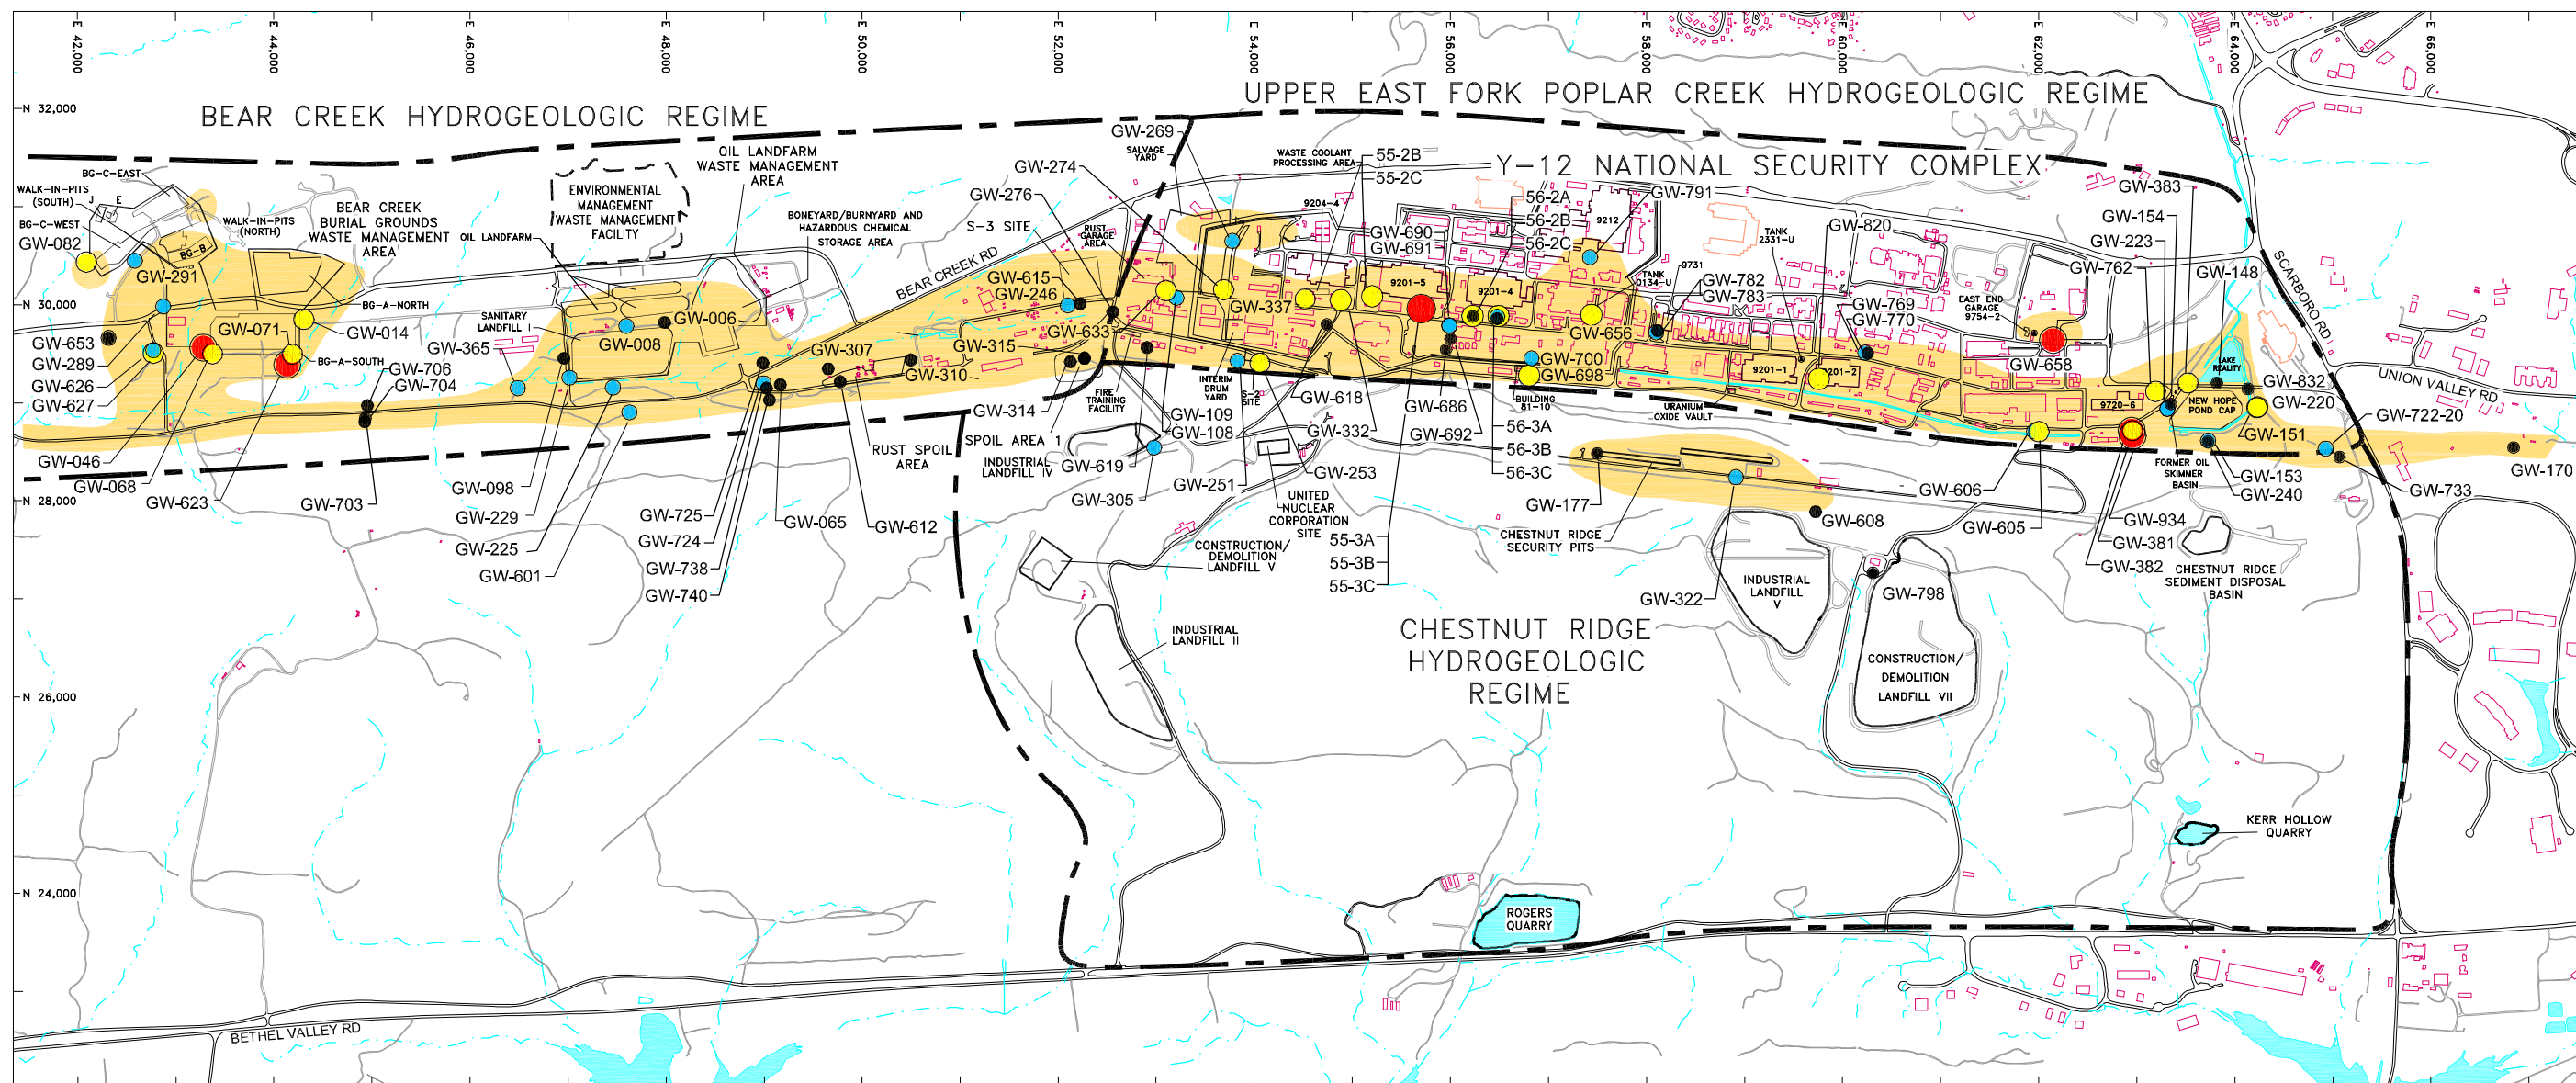 E 42,000
E 44,000
E 46,000
E 48,000
E 50,000
E 52,000
E 54,000
E 56,000
E 58,000
E 60,000
E 62,000
E 64,000
E 66,000
N 32,000
N 30,000
N 28,000
N 26,000
N 24,000
BEAR CREEK HYDROGEOLOGIC REGIME
UPPER EAST FORK POPLAR CREEK HYDROGEOLOGIC REGIME
Y-12 NATIONAL SECURITY COMPLEX
CHESTNUT RIDGE
HYDROGEOLOGIC
REGIME
BG-C-EAST
WALK-IN-PITS
(SOUTH)
J
E
BG-C-WEST
GW-082
GW-291
BG-B
WALK-IN-PITS
(NORTH)
BEAR CREEK
BURIAL GROUNDS
WASTE MANAGEMENT
AREA
BG-A-NORTH
GW-071
GW-014
BG-A-SOUTH
GW-653
GW-289
GW-626
GW-627
GW-046
GW-068
GW-623
GW-706
GW-704
GW-703
OIL LANDFARM
ENVIRONMENTAL
MANAGEMENT
WASTE MANAGEMENT
FACILITY
OIL LANDFARM
WASTE MANAGEMENT
AREA
BONEYARD/BURNYARD AND
HAZARDOUS CHEMICAL
STORAGE AREA
SANITARY
LANDFILL I
GW-365
GW-008
GW-006
GW-098
GW-229
GW-225
GW-601
GW-307
GW-310
GW-725
GW-724
GW-738
GW-740
GW-065
GW-612
RUST SPOIL
AREA
BEAR CREEK RD
GW-269
SALVAGE
YARD
GW-274
GW-276
S-3 SITE
RUST
GARAGE
AREA
GW-615
GW-246
GW-633
GW-315
GW-314
FIRE
TRAINING
FACILITY
SPOIL AREA 1
INDUSTRIAL
LANDFILL IV
GW-619
GW-305
GW-109
GW-108
GW-251
INTERIM
DRUM
YARD
S-2
SITE
GW-337
GW-618
GW-332
GW-253
UNITED
NUCLEAR
CORPORATION
SITE
CONSTRUCTION/
DEMOLITION
LANDFILL VI
INDUSTRIAL
LANDFILL II
WASTE COOLANT
PROCESSING AREA
55-2B
55-2C
9204-4
GW-690
GW-691
9201-5
9201-4
56-2A
56-2B
56-2C
9212
GW-791
55-3A
55-3B
55-3C
GW-686
GW-692
56-3A
56-3B
56-3C
GW-700
GW-698
BUILDING
81-10
GW-656
TANK
0134-U
9731
GW-782
GW-783
TANK
2331-U
GW-820
GW-769
GW-770
URANIUM
OXIDE VAULT
9201-1
201-2
GW-177
CHESTNUT RIDGE
SECURITY PITS
GW-322
GW-608
INDUSTRIAL
LANDFILL
V
GW-798
CONSTRUCTION/
DEMOLITION
LANDFILL VII
EAST END
GARAGE
9754-2
GW-658
GW-383
GW-154
GW-223
GW-762
GW-148
LAKE
REALITY
NEW HOPE
POND CAP
9720-6
GW-832
GW-220
GW-151
GW-722-20
GW-153
GW-240
GW-733
GW-170
FORMER OIL
SKIMMER
BASIN
GW-606
GW-605
GW-934
GW-381
GW-382
CHESTNUT RIDGE
SEDIMENT DISPOSAL
BASIN
SCARBORO RD
UNION VALLEY RD
KERR HOLLOW
QUARRY
ROGERS
QUARRY
BETHEL VALLEY RD